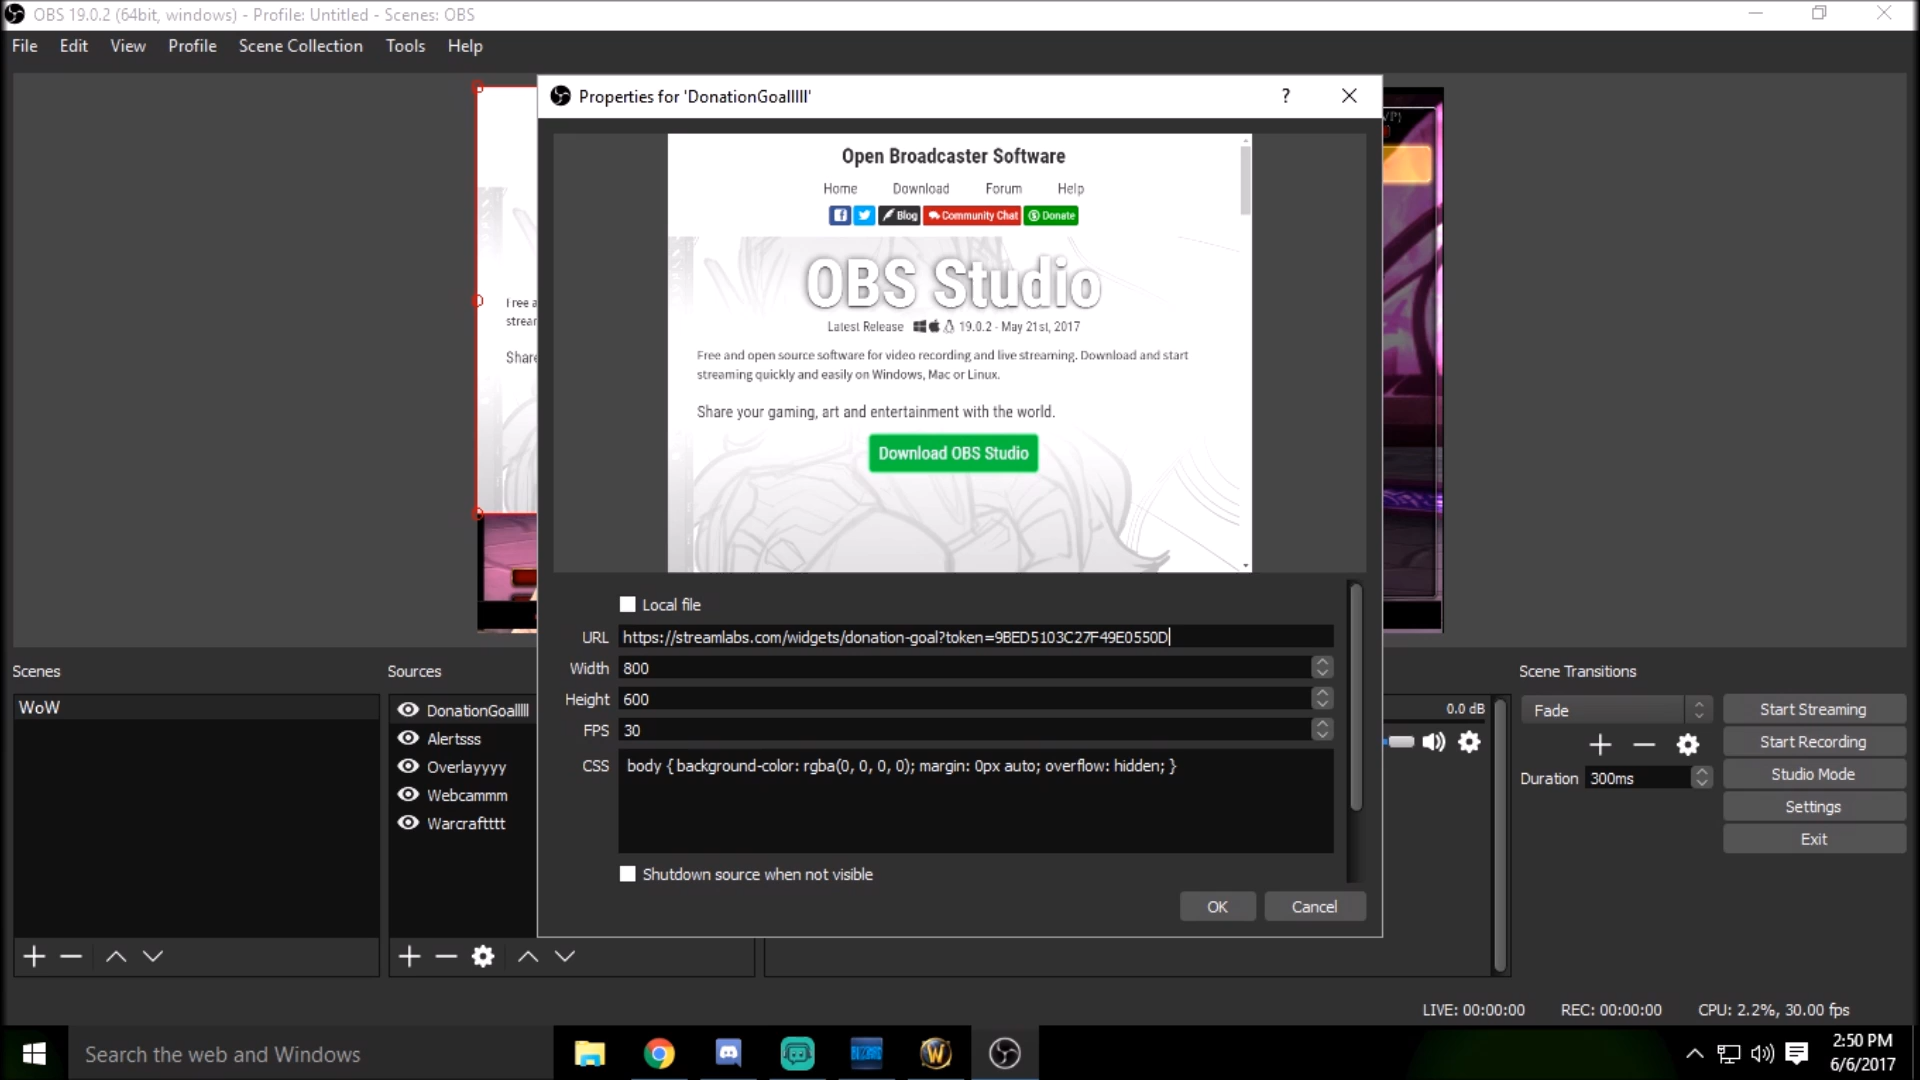 OBS 19.0.2 (64bit, windows) - Profile: Untitled - Scenes: OBS
File Edit View Profile Scene Collection Tools Help
Properties for 'DonationGoalllll'
?
Open Broadcaster Software
Home Download Forum Help
Blog Community Chat Donate
OBS Studio
Latest Release 19.0.2 - May 21st, 2017
Free and open source software for video recording and live streaming. Download and start
streaming quickly and easily on Windows, Mac or Linux.
Share your gaming, art and entertainment with the world.
Download OBS Studio
Free a
strear
Share
Local file
URL https://streamlabs.com/widgets/donation-goal?token=9BED5103C27F49E0550D
Width 800
Height 600
FPS 30
CSS body { background-color: rgba(0, 0, 0, 0); margin: 0px auto; overflow: hidden; }
Shutdown source when not visible
OK Cancel
Scenes
WoW
Sources
DonationGoalllll
Alertsss
Overlayyyy
Webcammm
Warcraftttt
0.0 dB
Scene Transitions
Fade
Duration 300ms
Start Streaming
Start Recording
Studio Mode
Settings
Exit
LIVE: 00:00:00 REC: 00:00:00 CPU: 2.2%, 30.00 fps
Search the web and Windows
2:50 PM
6/6/2017